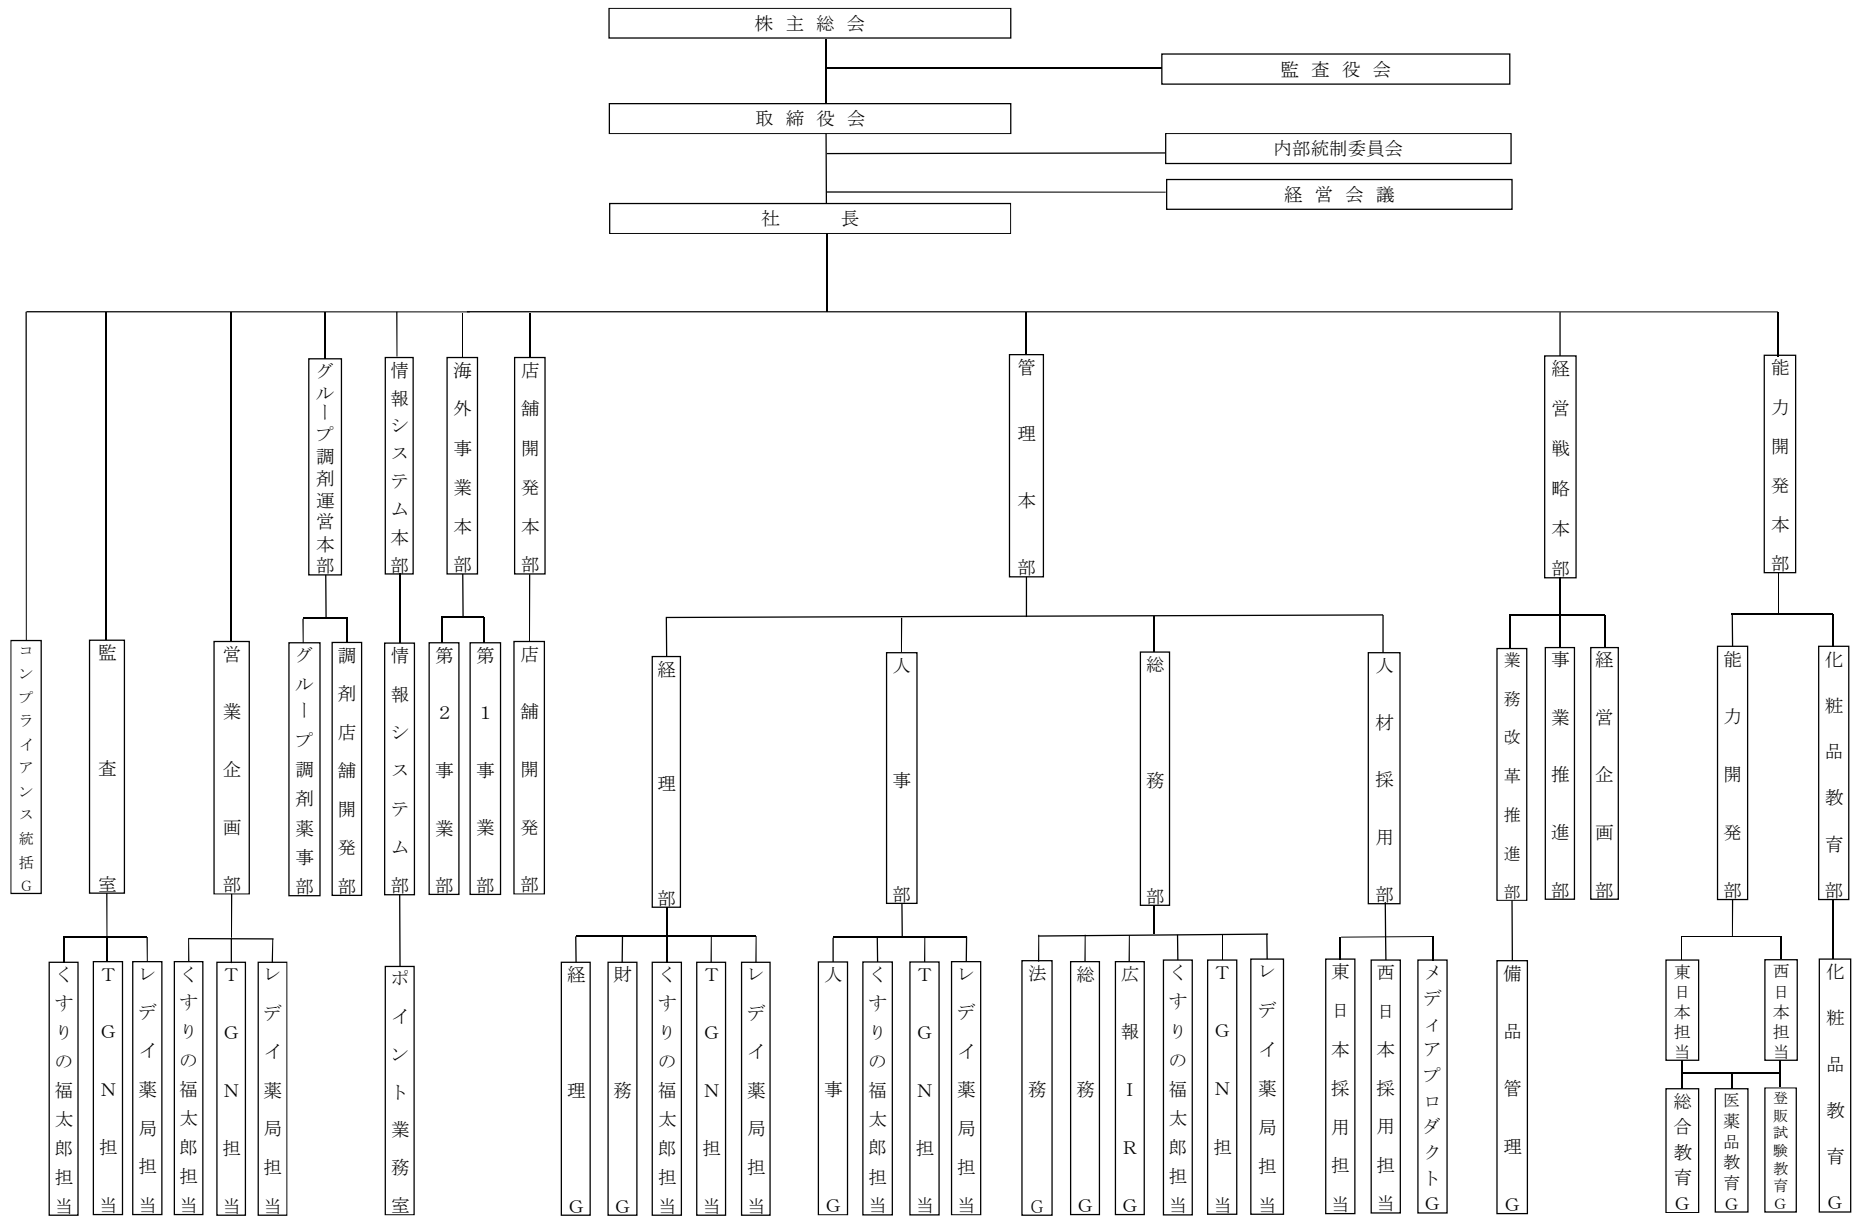 株主総会
監査役会
取締役会
内部統制委員会
経営会議
社長
グループ調剤運営本部
情報システム本部
海外事業本部
店舗開発本部
管理本部
経営戦略本部
能力開発本部
コンプライアンス統括G
監査室
営業企画部
グループ調剤薬事部
調剤店舗開発部
情報システム部
第2事業部
第1事業部
店舗開発部
経理部
人事部
総務部
人材採用部
業務改革推進部
事業推進部
経営企画部
能力開発部
化粧品教育部
くすりの福太郎担当
TGN担当
レデイ薬局担当
くすりの福太郎担当
TGN担当
レデイ薬局担当
ポイント業務室
経理G
財務G
くすりの福太郎担当
TGN担当
レデイ薬局担当
人事G
くすりの福太郎担当
TGN担当
レデイ薬局担当
法務G
総務G
広報IRG
くすりの福太郎担当
TGN担当
レデイ薬局担当
東日本採用担当
西日本採用担当
メディアプロダクトG
備品管理G
東日本担当
西日本担当
化粧品教育G
総合教育G
医薬品教育G
登販試験教育G